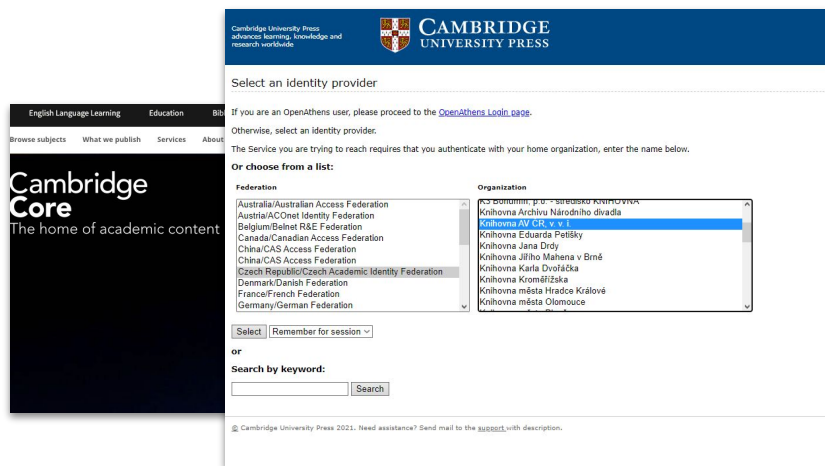 English Language Learning Education
Browse subjects What we publish Services About
Cambridge
Core
The home of academic content
Cambridge University Press
advances learning, knowledge and
research worldwide
CAMBRIDGE
UNIVERSITY PRESS
Select an identity provider
If you are an OpenAthens user, please proceed to the OpenAthens Login page.
Otherwise, select an identity provider.
The Service you are trying to reach requires that you authenticate with your home organization, enter the name below.
Or choose from a list:
Federation
Australia/Australian Access Federation
Austria/ACOnet Identity Federation
Belgium/Belnet R&E Federation
Canada/Canadian Access Federation
China/CAS Access Federation
China/CAS Access Federation
Czech Republic/Czech Academic Identity Federation
Denmark/Danish Federation
France/French Federation
Germany/German Federation
Organization
K3 Bohumín, p.o. - středisko KNIHOVNA
Knihovna Archivu Národního divadla
Knihovna AV ČR, v. v. i.
Knihovna Eduarda Petišky
Knihovna Jana Drdy
Knihovna Jiřího Mahena v Brně
Knihovna Karla Dvořáčka
Knihovna Kroměřížska
Knihovna města Hradce Králové
Knihovna města Olomouce
Select Remember for session
or
Search by keyword:
Search
© Cambridge University Press 2021. Need assistance? Send mail to the support with description.